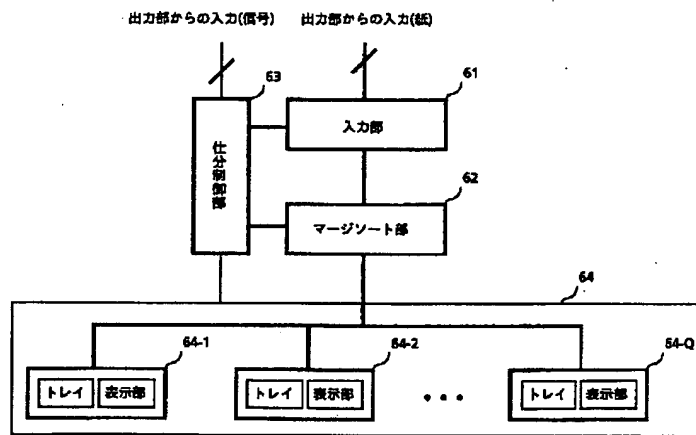 出力部からの入力(信号) 出力部からの入力(紙)
63
61
入力部
仕分制御部
62
マージソート部
64
64-1
64-2
64-Q
トレイ 表示部
トレイ 表示部
• • •
トレイ 表示部